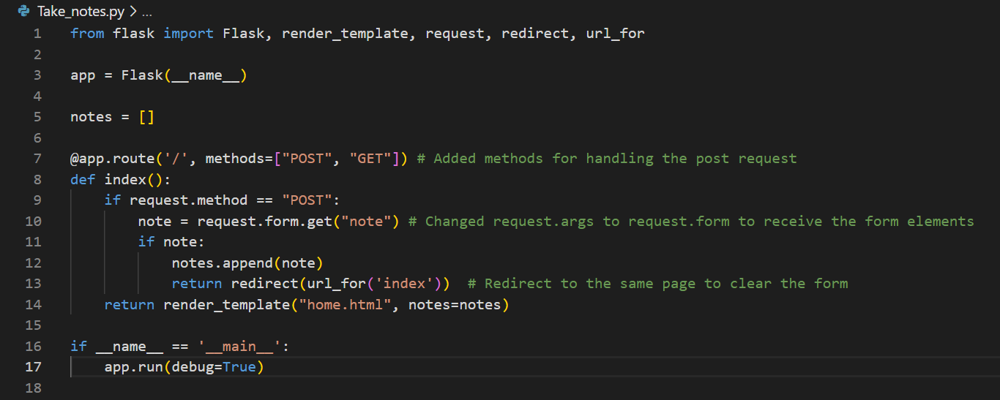 Take_notes.py > ...
1 from flask import Flask, render_template, request, redirect, url_for
2
3 app = Flask(__name__)
4
5 notes = []
6
7 @app.route('/', methods=["POST", "GET"]) # Added methods for handling the post request
8 def index():
9     if request.method == "POST":
10         note = request.form.get("note") # Changed request.args to request.form to receive the form elements
11         if note:
12             notes.append(note)
13             return redirect(url_for('index'))  # Redirect to the same page to clear the form
14     return render_template("home.html", notes=notes)
15
16 if __name__ == '__main__':
17     app.run(debug=True)
18